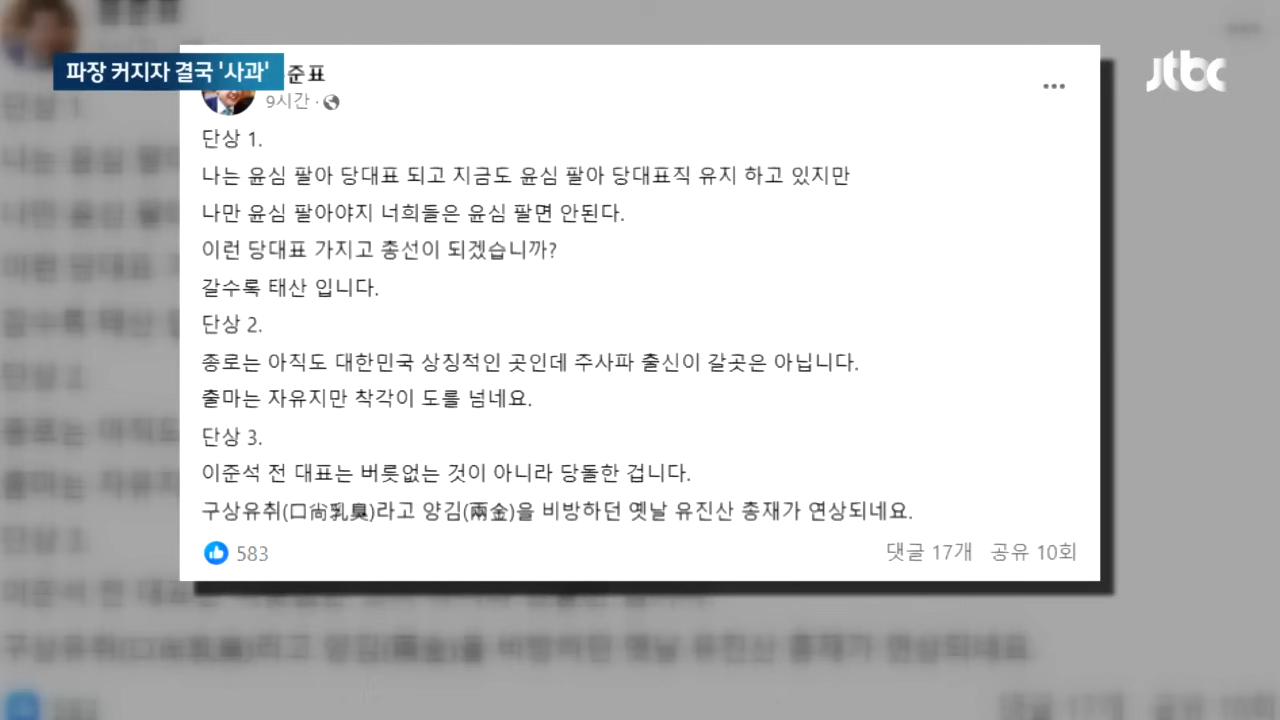 파장 커지자 결국 '사과'
jtbc
준표
9시간
단상 1.
나는 윤심 팔아 당대표 되고 지금도 윤심 팔아 당대표직 유지 하고 있지만
나만 윤심 팔아야지 너희들은 윤심 팔면 안된다.
이런 당대표 가지고 총선이 되겠습니까?
갈수록 태산 입니다.
단상 2.
종로는 아직도 대한민국 상징적인 곳인데 주사파 출신이 갈곳은 아닙니다.
출마는 자유지만 착각이 도를 넘네요.
단상 3.
이준석 전 대표는 버릇없는 것이 아니라 당돌한 겁니다.
구상유취(口尙乳臭)라고 양김(兩金)을 비방하던 옛날 유진산 총재가 연상되네요.
583
댓글 17개 공유 10회